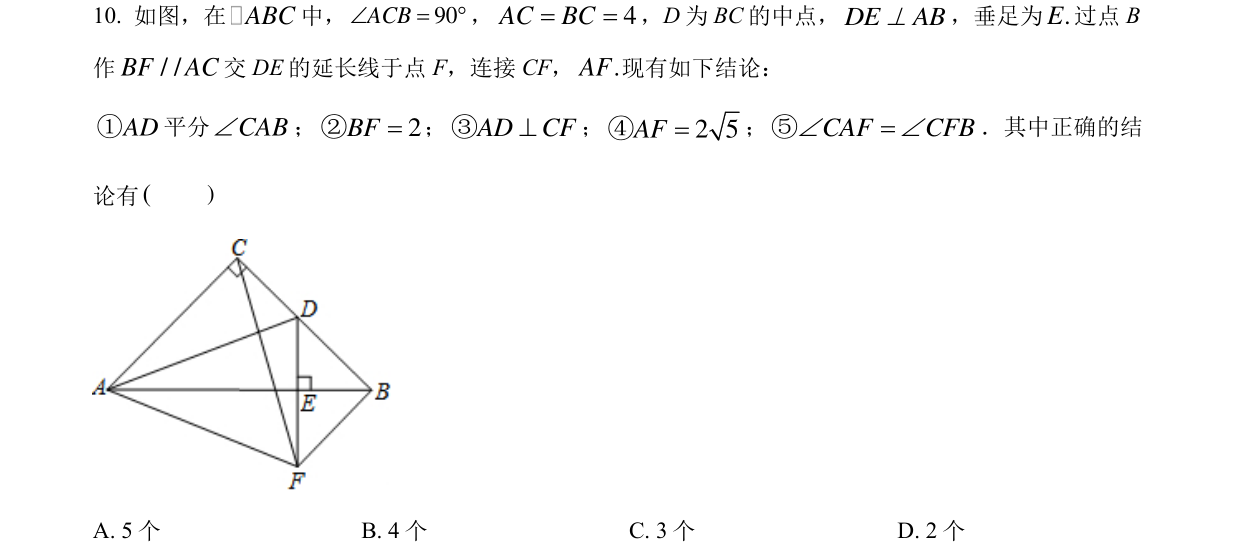 10. 如图，在□ABC中，∠ACB=90°，AC=BC=4，D为BC的中点，DE⊥AB，垂足为E.过点B
作BF//AC交DE的延长线于点F，连接CF，AF.现有如下结论：
①AD平分∠CAB；②BF=2；③AD⊥CF；④AF=2√5；⑤∠CAF=∠CFB．其中正确的结
论有(　　)
C
D
A
E
B
F
A. 5个 B. 4个 C. 3个 D. 2个